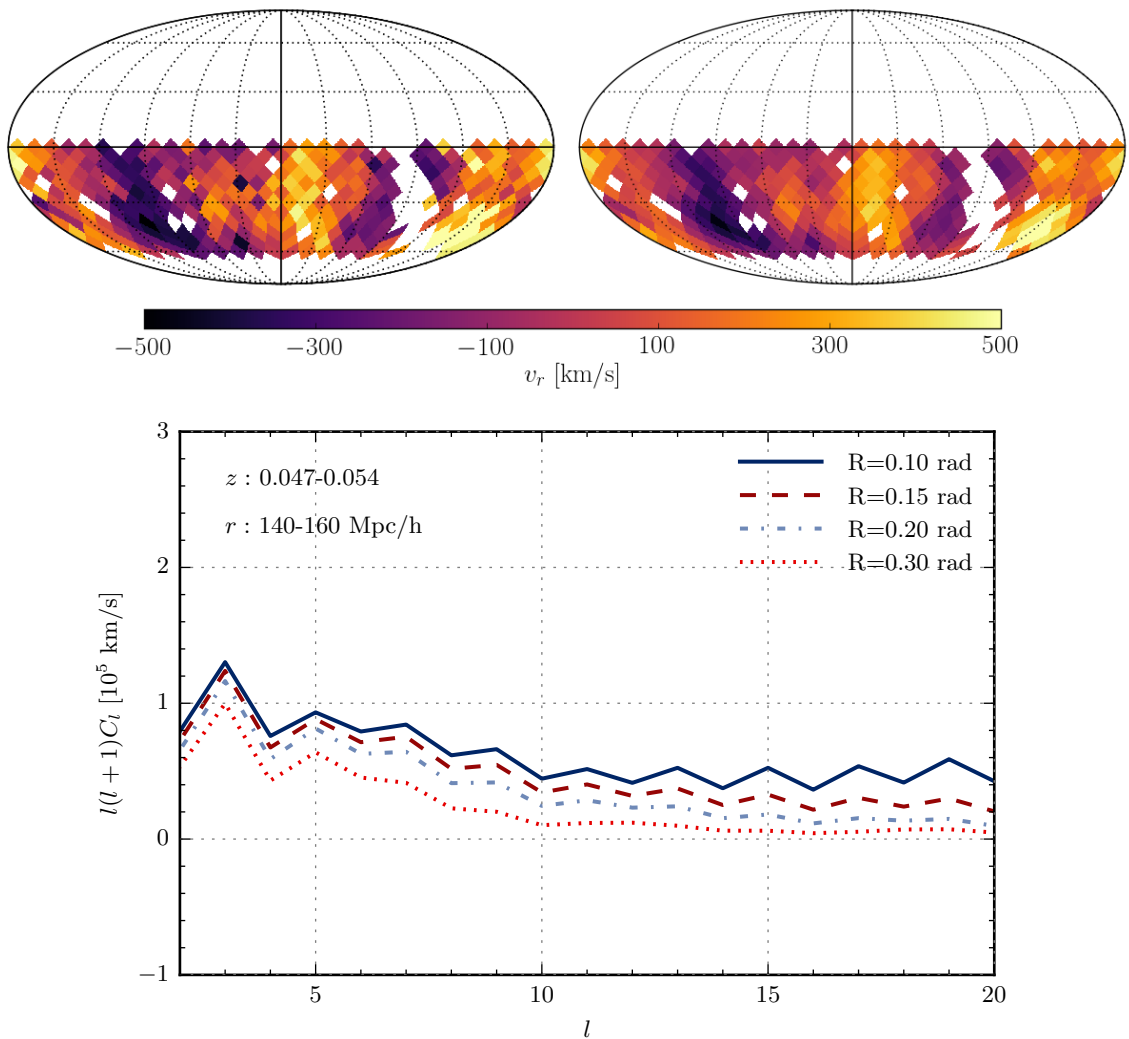 −500 −300 −100 100 300 500
v_r [km/s]
3
z : 0.047-0.054
r : 140-160 Mpc/h
R=0.10 rad
R=0.15 rad
R=0.20 rad
R=0.30 rad
2
1
0
−1
l(l + 1)C_l [10^5 km/s]
5 10 15 20
l